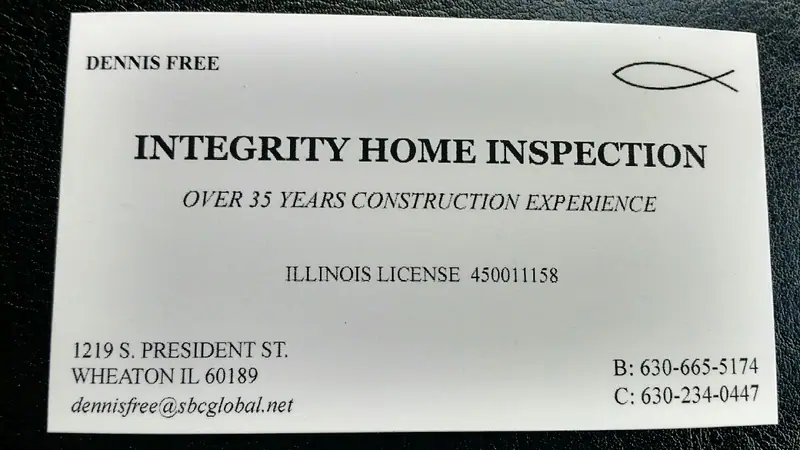 DENNIS FREE
INTEGRITY HOME INSPECTION
OVER 35 YEARS CONSTRUCTION EXPERIENCE
ILLINOIS LICENSE 450011158
1219 S. PRESIDENT ST.
WHEATON IL 60189
dennisfree@sbcglobal.net
B: 630-665-5174
C: 630-234-0447